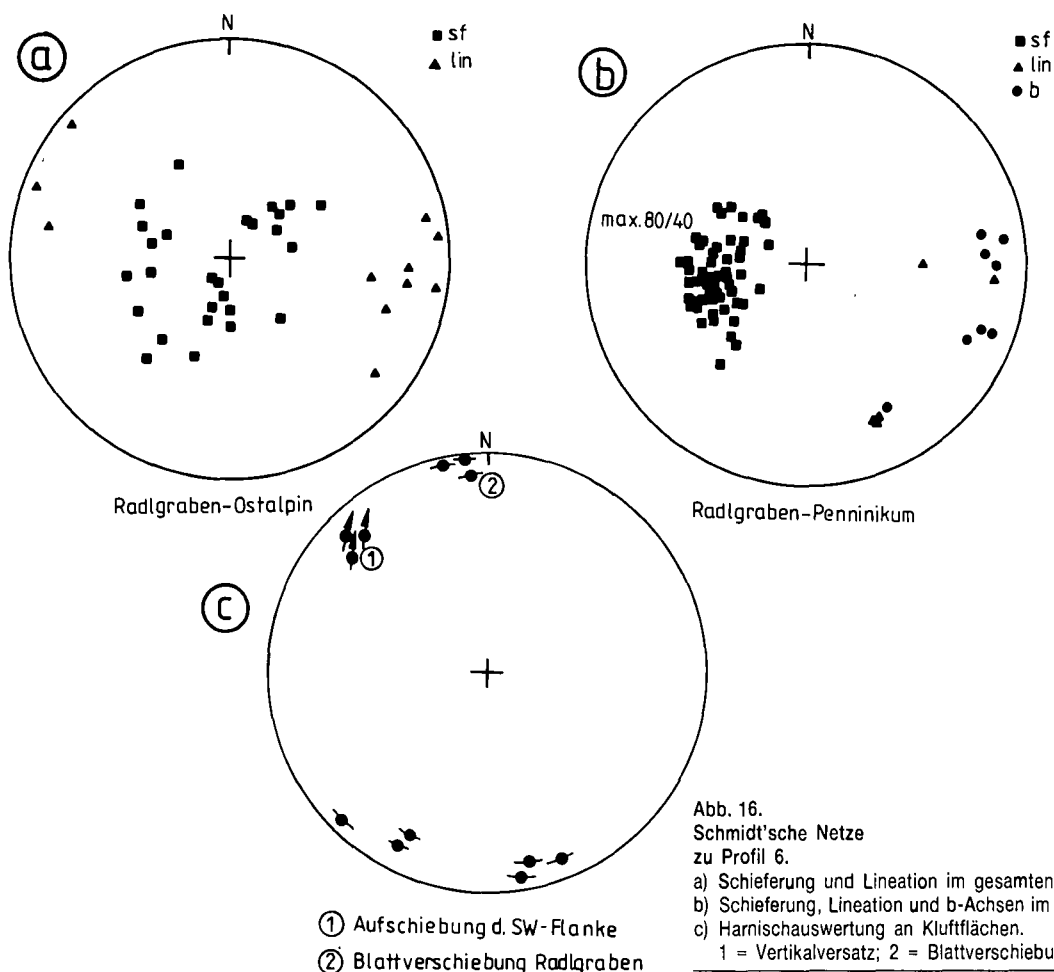 a
N
■ sf
▲ lin
Radlgraben-Ostalpin
b
N
■ sf
▲ lin
● b
max.80/40
Radlgraben-Penninikum
c
N
1
2
① Aufschiebung d. SW-Flanke
② Blattverschiebung Radlgraben
Abb. 16.
Schmidt'sche Netze
zu Profil 6.
a) Schieferung und Lineation im gesamten
b) Schieferung, Lineation und b-Achsen im
c) Harnischauswertung an Kluftflächen.
1 = Vertikalversatz; 2 = Blattverschiebu